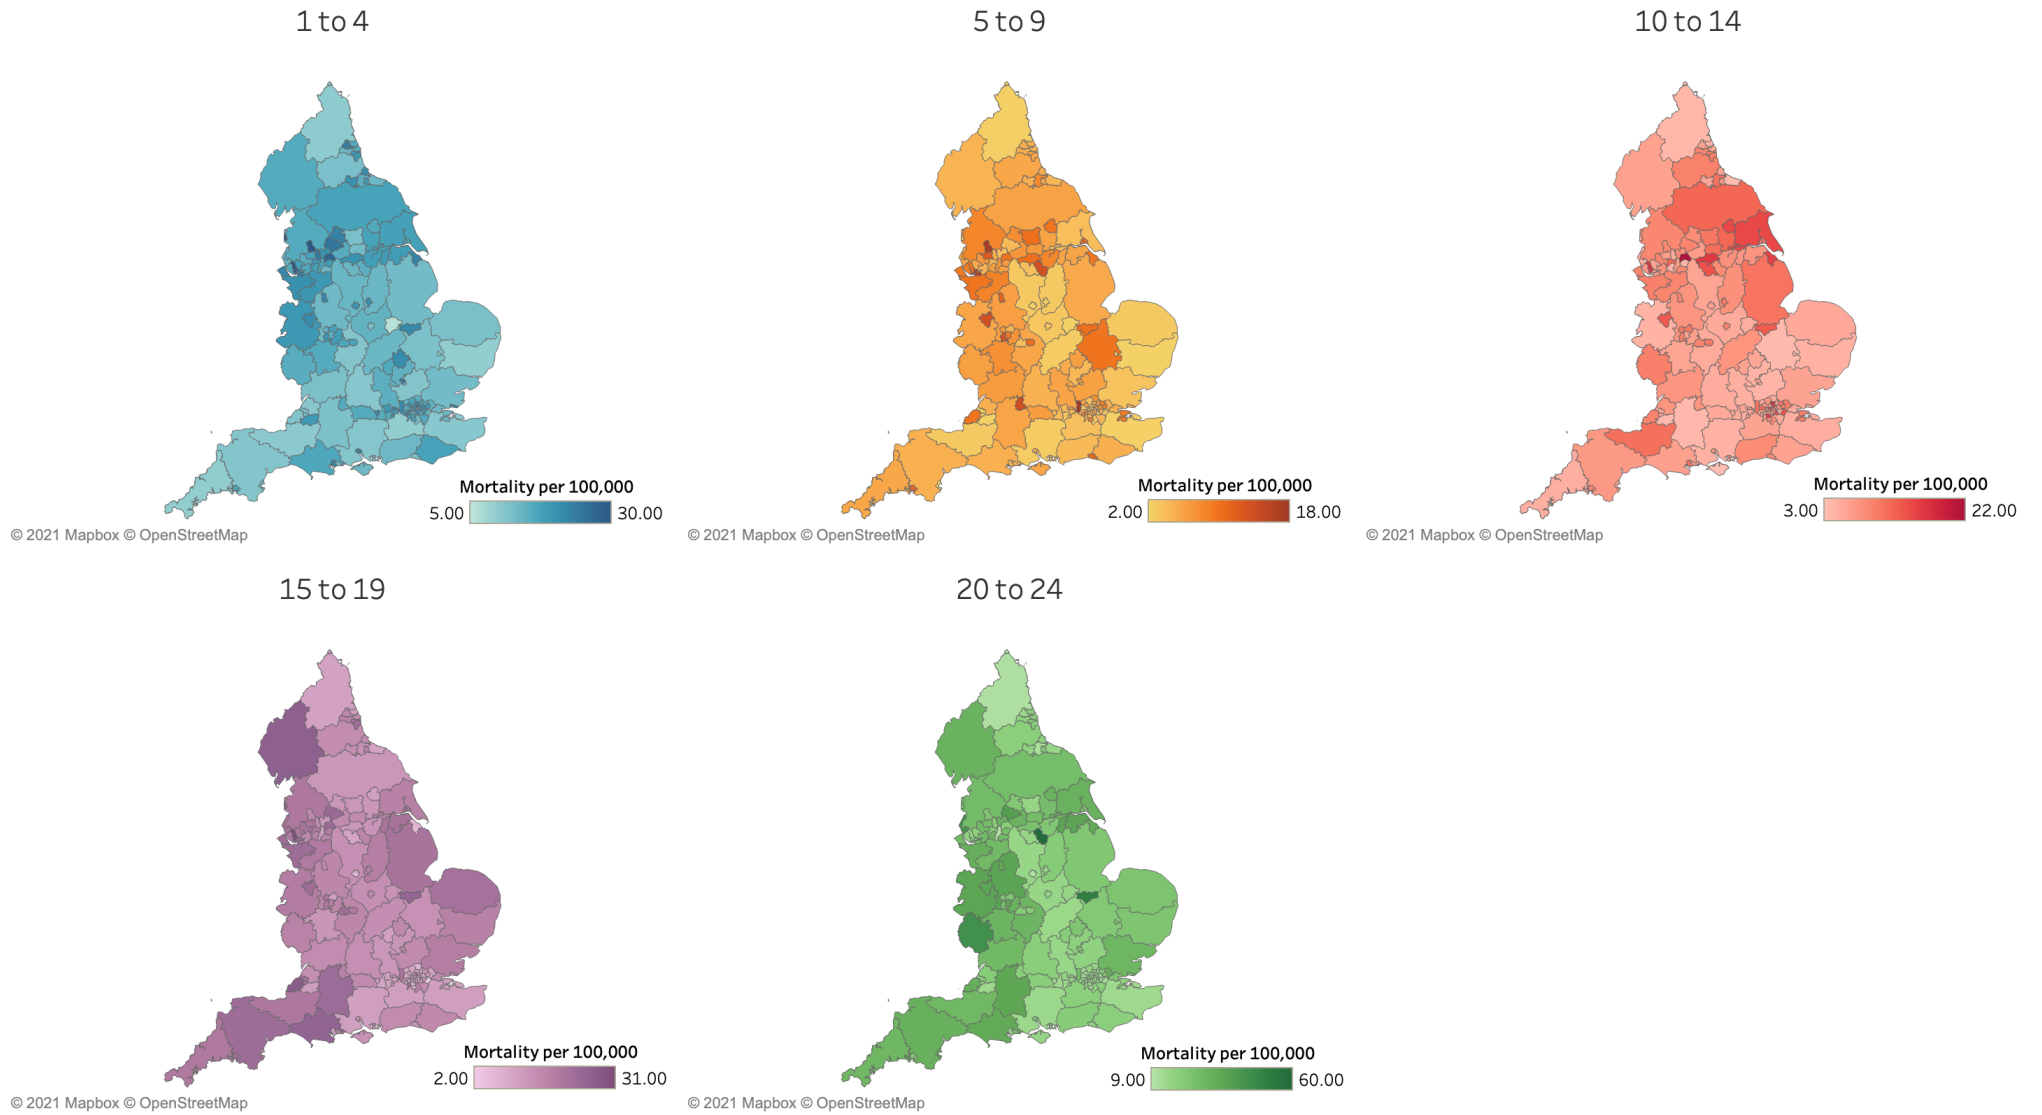 1 to 4
5 to 9
10 to 14
Mortality per 100,000
5.00 30.00
Mortality per 100,000
2.00 18.00
Mortality per 100,000
3.00 22.00
© 2021 Mapbox © OpenStreetMap
© 2021 Mapbox © OpenStreetMap
© 2021 Mapbox © OpenStreetMap
15 to 19
20 to 24
Mortality per 100,000
2.00 31.00
Mortality per 100,000
9.00 60.00
© 2021 Mapbox © OpenStreetMap
© 2021 Mapbox © OpenStreetMap